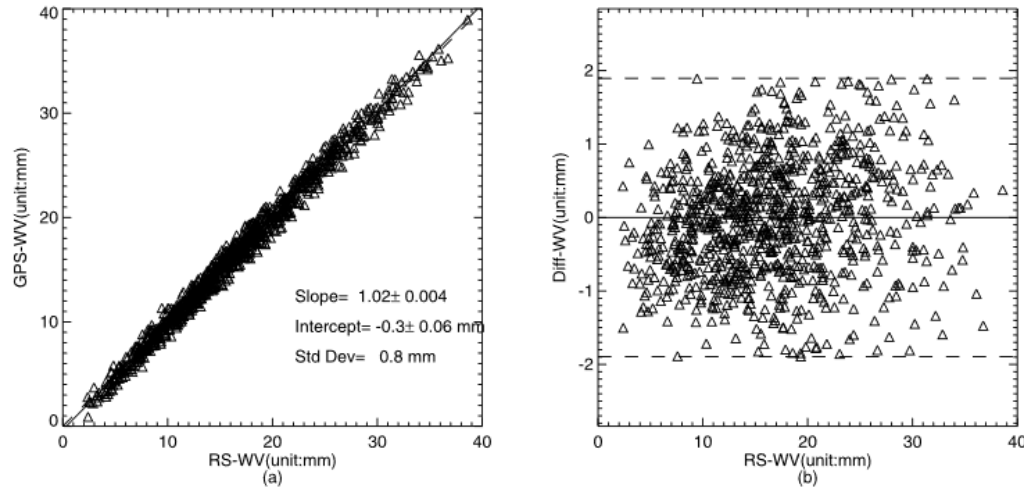 40
30
20
10
0
0 10 20 30 40
GPS-WV(unit:mm)
RS-WV(unit:mm)
(a)
Slope= 1.02± 0.004
Intercept= -0.3± 0.06 mm
Std Dev= 0.8 mm
2
1
0
-1
-2
0 10 20 30 40
Diff-WV(unit:mm)
RS-WV(unit:mm)
(b)